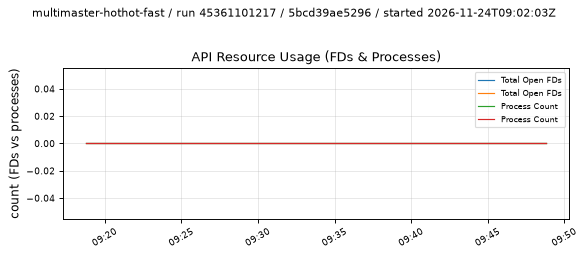 multimaster-hothot-fast / run 45361101217 / 5bcd39ae5296 / started 2026-11-24T09:02:03Z
API Resource Usage (FDs & Processes)
count (FDs vs processes)
0.04
0.02
0.00
−0.02
−0.04
Total Open FDs
Total Open FDs
Process Count
Process Count
09:20
09:25
09:30
09:35
09:40
09:45
09:50